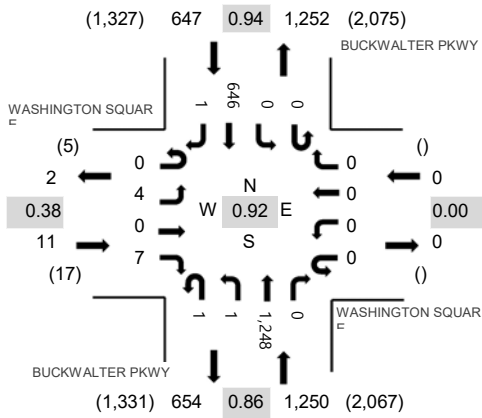 (1,327) 647 0.94 1,252 (2,075)
BUCKWALTER PKWY
1 646 0 0
WASHINGTON SQUAR
E
(5) ()
2 0 0 0
4 0
N
0.38 W 0.92 E 0.00
0 0
S
11 7 0 0
(17) ()
1 1 1,248 0
WASHINGTON SQUAR
E
BUCKWALTER PKWY
(1,331) 654 0.86 1,250 (2,067)